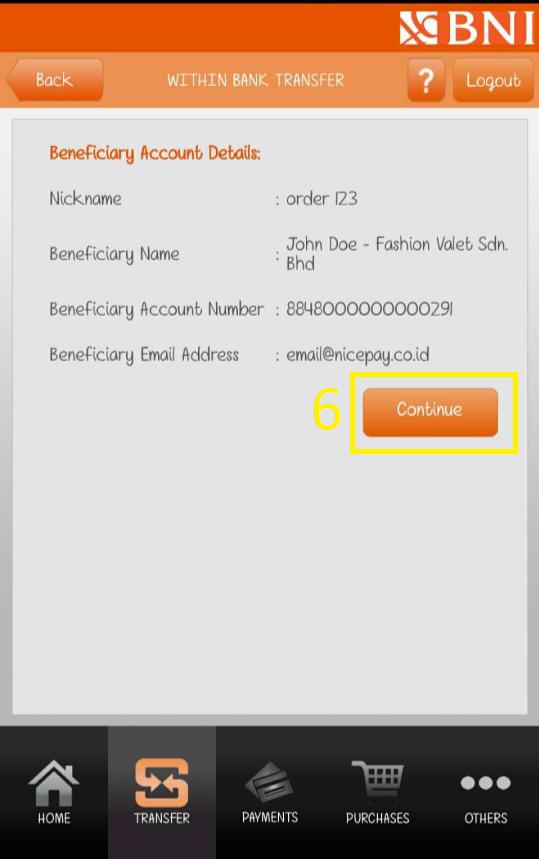 BNI
Back WITHIN BANK TRANSFER ? Logout
Beneficiary Account Details:
Nickname : order 123
Beneficiary Name : John Doe - Fashion Valet Sdn.
Bhd
Beneficiary Account Number : 8848000000000291
Beneficiary Email Address : email@nicepay.co.id
6 Continue
HOME TRANSFER PAYMENTS PURCHASES OTHERS